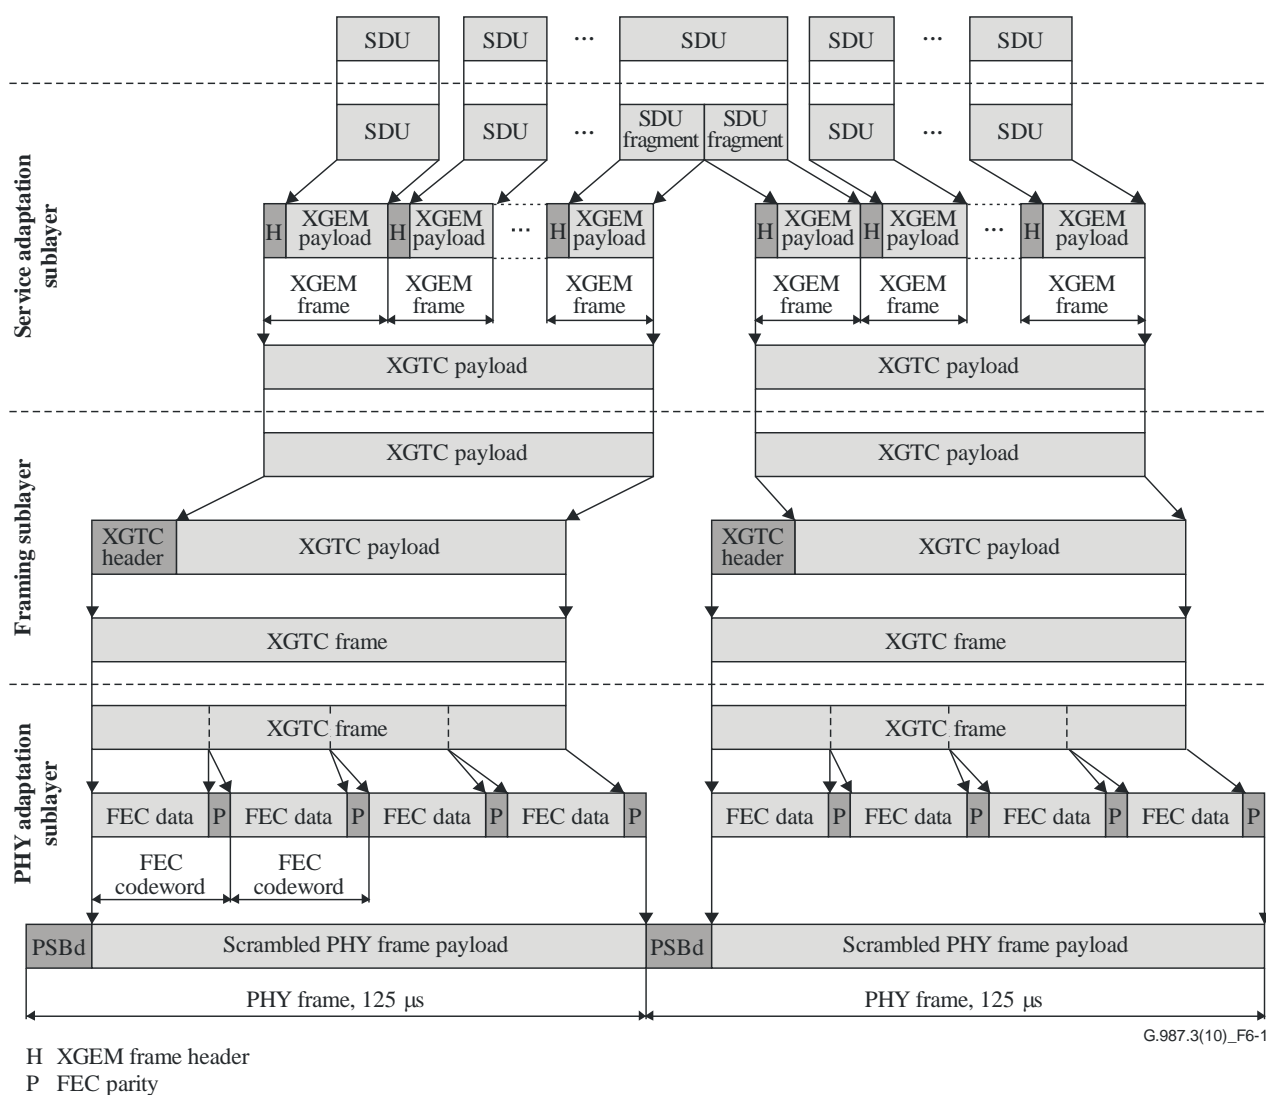 SDU SDU ... SDU SDU ... SDU
SDU SDU ... SDU SDU SDU ... SDU
fragment fragment
Service adaptation
sublayer
H XGEM H XGEM ... H XGEM H XGEM H XGEM ... H XGEM
payload payload payload payload payload payload
XGEM XGEM XGEM XGEM XGEM XGEM
frame frame frame frame frame frame
XGTC payload XGTC payload
Framing sublayer
XGTC payload XGTC payload
XGTC XGTC payload XGTC XGTC payload
header header
XGTC frame XGTC frame
PHY adaptation
sublayer
XGTC frame XGTC frame
FEC data P FEC data P FEC data P FEC data P FEC data P FEC data P FEC data P FEC data P
FEC FEC
codeword codeword
PSBd Scrambled PHY frame payload PSBd Scrambled PHY frame payload
PHY frame, 125 μs PHY frame, 125 μs
G.987.3(10)_F6-1
H XGEM frame header
P FEC parity